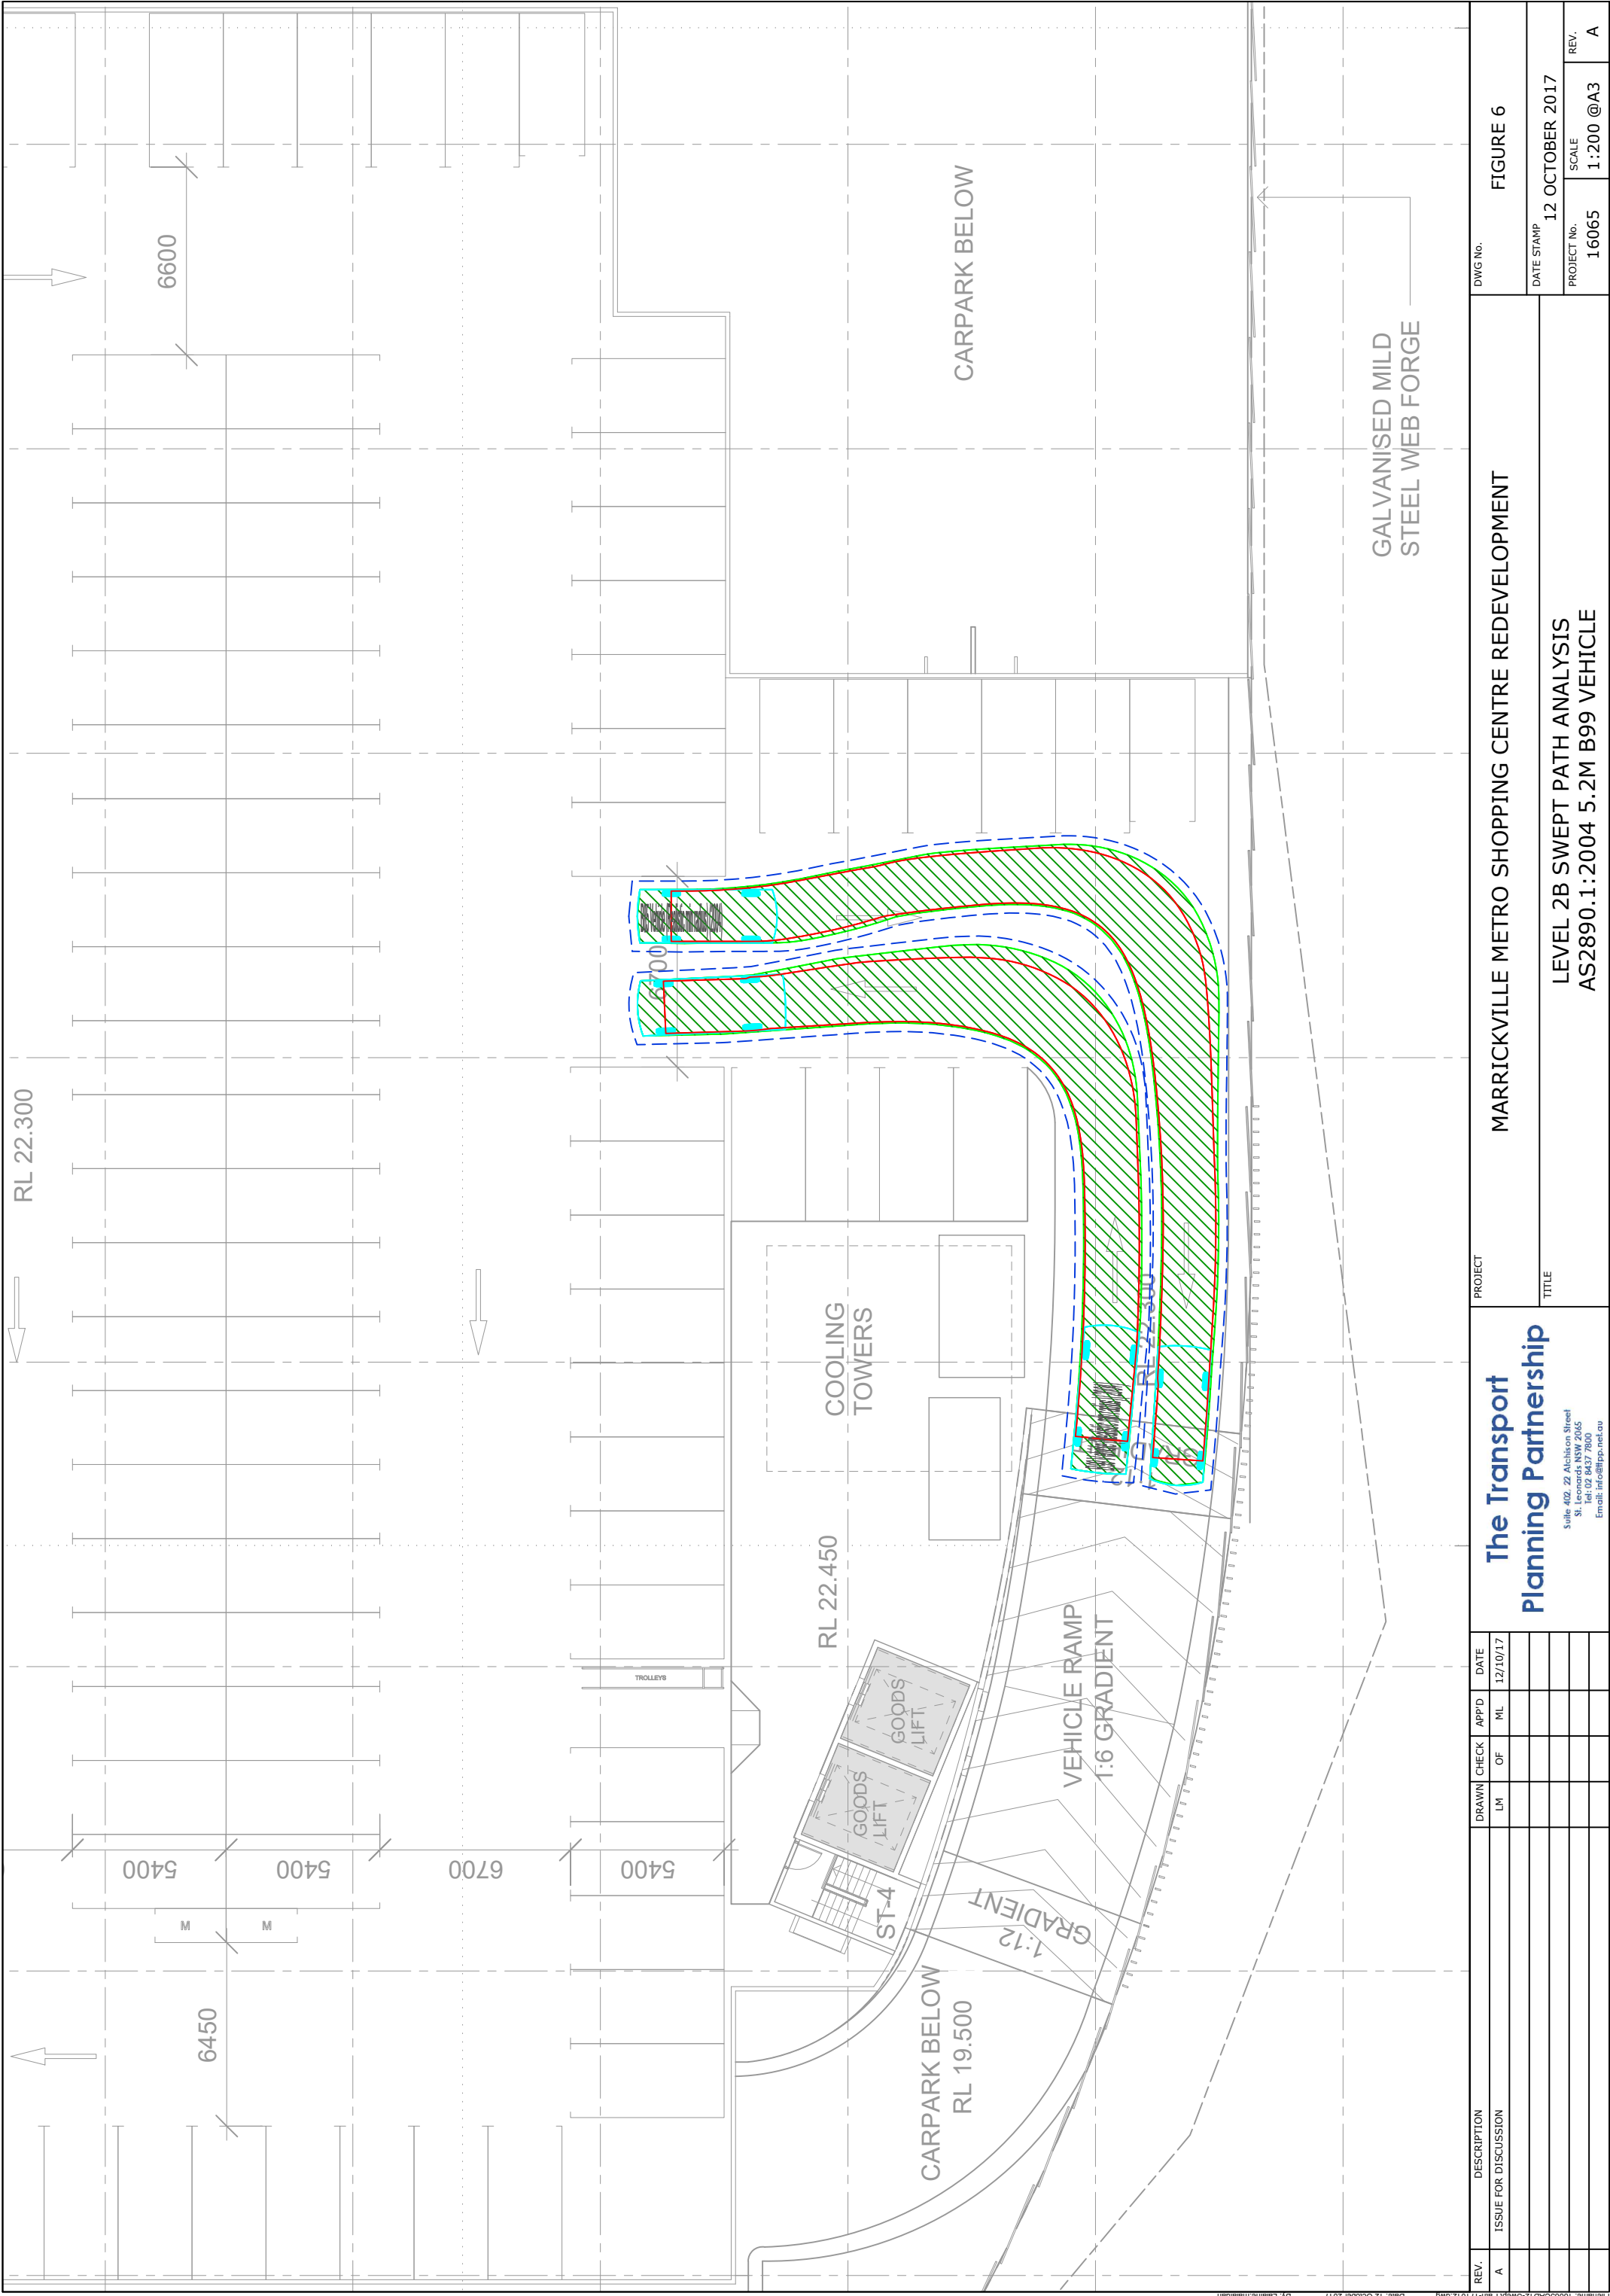 RL 22.300
6600
CARPARK BELOW
GALVANISED MILD
STEEL WEB FORGE
6700
COOLING
TOWERS
RL 22.300
RL 22.450
TROLLEYS
GOODS
LIFT
GOODS
LIFT
VEHICLE RAMP
1:6 GRADIENT
5400
5400
6700
5400
M
M
ST-4
1:12
GRADIENT
6450
CARPARK BELOW
RL 19.500
REV.
DESCRIPTION
DRAWN
CHECK
APP'D
DATE
A
ISSUE FOR DISCUSSION
LM
OF
ML
12/10/17
The Transport
Planning Partnership
Suite 402, 22 Atchison Street
St. Leonards NSW 2065
Tel: 02 8437 7800
Email: info@ttpp.net.au
PROJECT
MARRICKVILLE METRO SHOPPING CENTRE REDEVELOPMENT
TITLE
LEVEL 2B SWEPT PATH ANALYSIS
AS2890.1:2004 5.2M B99 VEHICLE
DWG No.
FIGURE 6
DATE STAMP
12 OCTOBER 2017
PROJECT No.
16065
SCALE
1:200 @A3
REV.
A